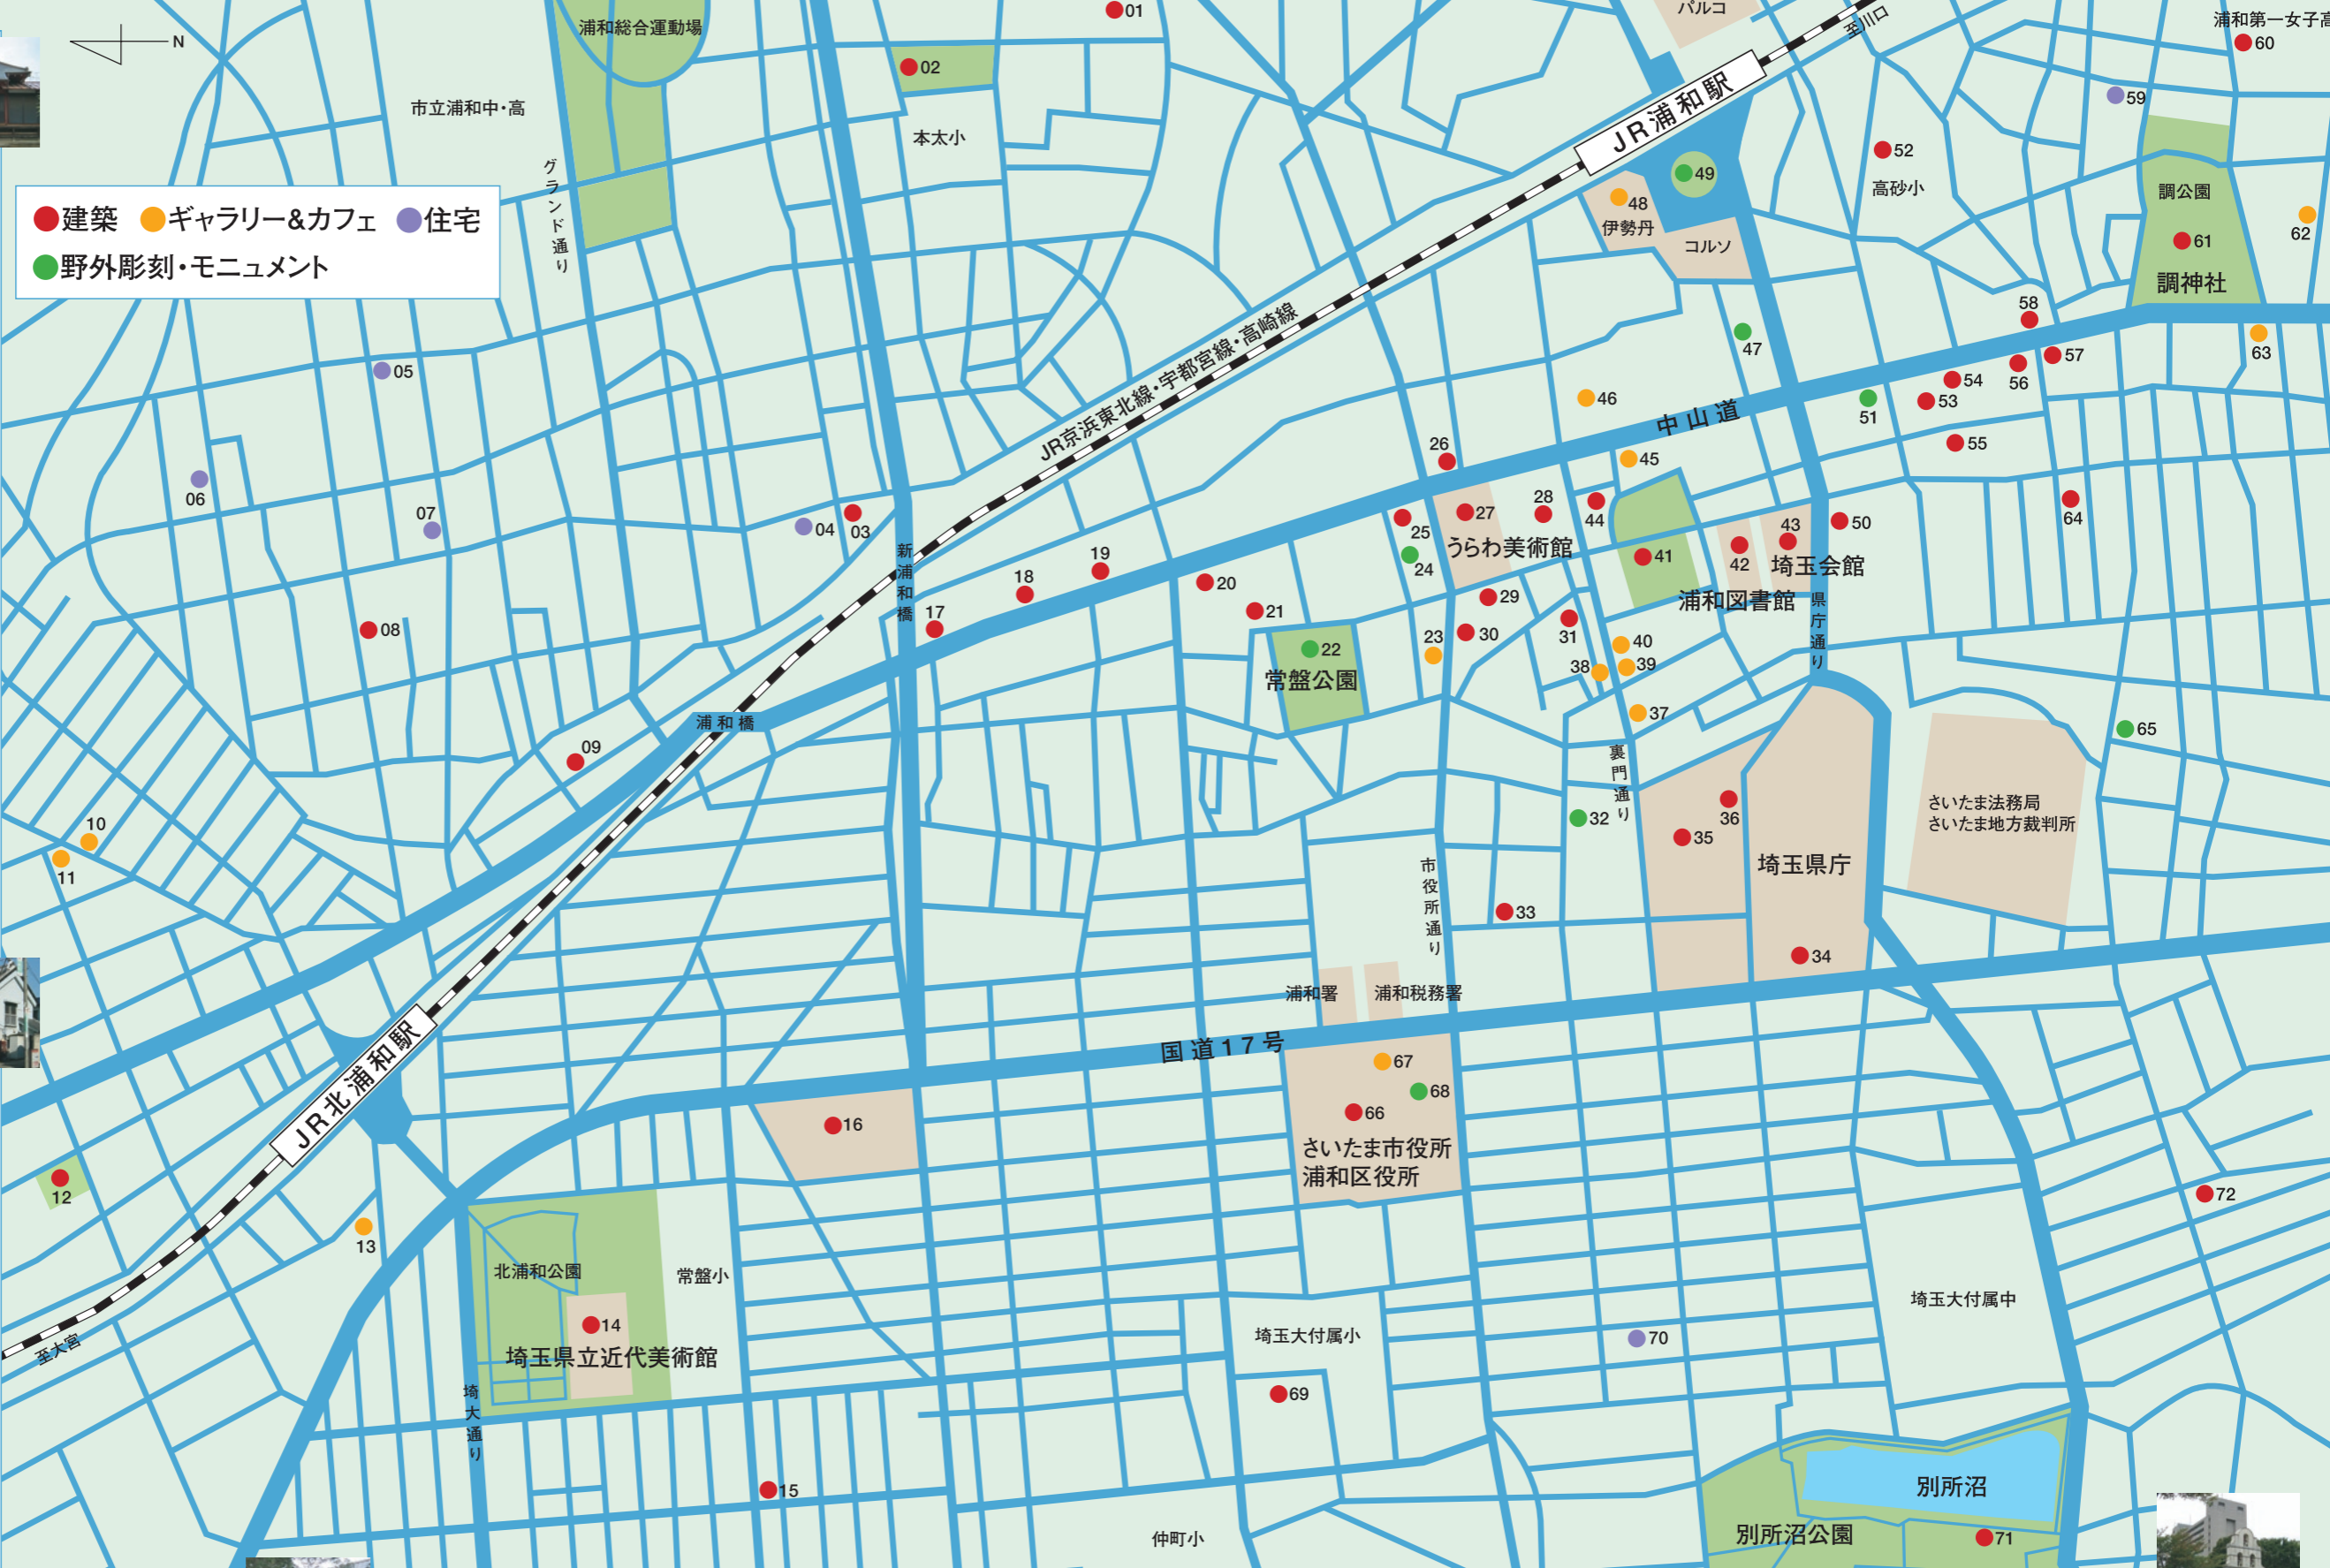 浦和総合運動場
01
パルコ
至川口
浦和第一女子高
60
N
02
市立浦和中・高
本太小
JR浦和駅
59
52
高砂小
49
48
伊勢丹
コルソ
調公園
61
調神社
62
グランド通り
建築
ギャラリー&カフェ
住宅
野外彫刻・モニュメント
JR京浜東北線・宇都宮線・高崎線
58
47
57
63
56
54
53
51
55
05
46
中山道
26
45
06
07
04
03
新浦和橋
25
27
28
44
43
50
64
24
うらわ美術館
41
42
埼玉会館
浦和図書館
県庁通り
19
18
20
21
17
29
08
22
常盤公園
23
30
31
40
38
39
37
浦和橋
09
裏門通り
65
10
11
32
36
35
さいたま法務局
さいたま地方裁判所
埼玉県庁
市役所通り
33
34
浦和署
浦和税務署
国道17号
JR北浦和駅
67
68
66
16
さいたま市役所
浦和区役所
12
13
72
北浦和公園
常盤小
14
埼玉県立近代美術館
至大宮
埼大通り
埼玉大付属小
埼玉大付属中
70
69
15
別所沼
別所沼公園
71
仲町小